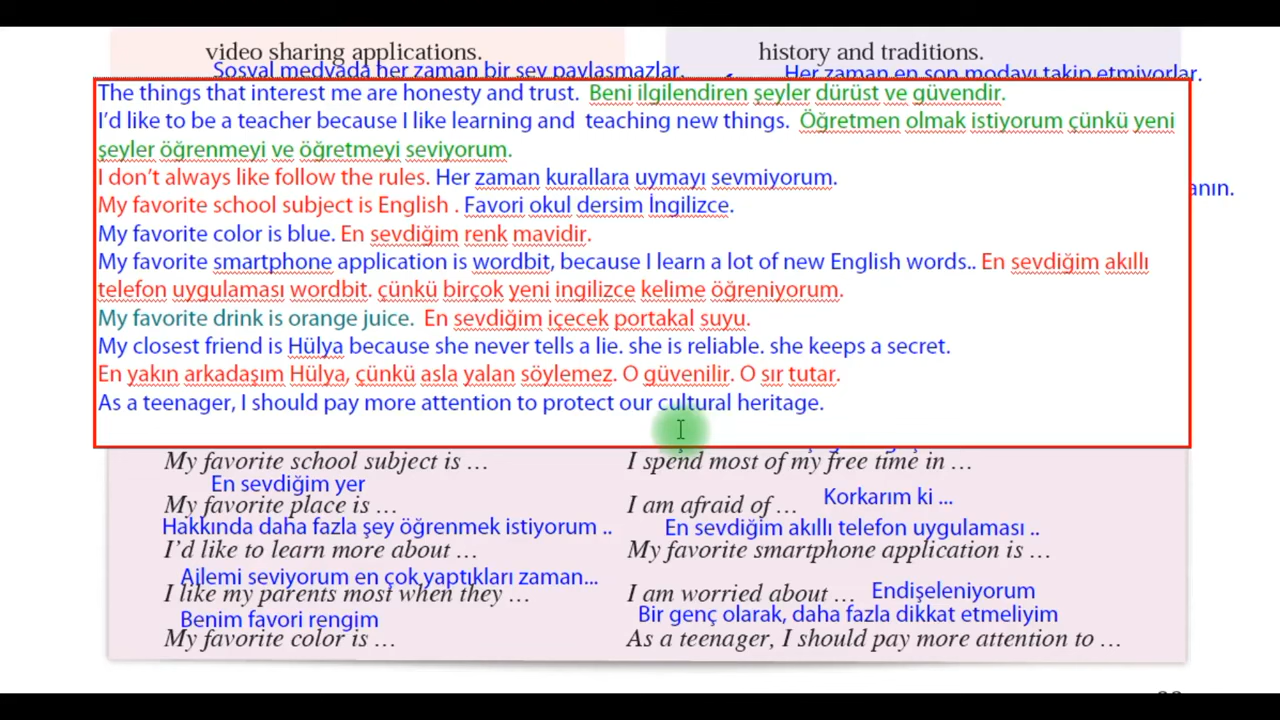 video sharing applications.
history and traditions.
Sosyal medyada her zaman bir şey paylaşmazlar.
Her zaman en son modayı takip etmiyorlar.
The things that interest me are honesty and trust. Beni ilgilendiren şeyler dürüst ve güvendir.
I'd like to be a teacher because I like learning and teaching new things. Öğretmen olmak istiyorum çünkü yeni
şeyler öğrenmeyi ve öğretmeyi seviyorum.
I don't always like follow the rules. Her zaman kurallara uymayı sevmiyorum.
anın.
My favorite school subject is English . Favori okul dersim İngilizce.
My favorite color is blue. En sevdiğim renk mavidir.
My favorite smartphone application is wordbit, because I learn a lot of new English words.. En sevdiğim akıllı
telefon uygulaması wordbit. çünkü birçok yeni ingilizce kelime öğreniyorum.
My favorite drink is orange juice. En sevdiğim içecek portakal suyu.
My closest friend is Hülya because she never tells a lie. she is reliable. she keeps a secret.
En yakın arkadaşım Hülya, çünkü asla yalan söylemez. O güvenilir. O sır tutar.
As a teenager, I should pay more attention to protect our cultural heritage.
My favorite school subject is …
I spend most of my free time in …
En sevdiğim yer
My favorite place is …
Korkarım ki ...
I am afraid of …
Hakkında daha fazla şey öğrenmek istiyorum ..
En sevdiğim akıllı telefon uygulaması ..
I'd like to learn more about …
My favorite smartphone application is …
Ailemi seviyorum en çok yaptıkları zaman...
I like my parents most when they …
I am worried about …
Endişeleniyorum
Benim favori rengim
Bir genç olarak, daha fazla dikkat etmeliyim
My favorite color is …
As a teenager, I should pay more attention to …